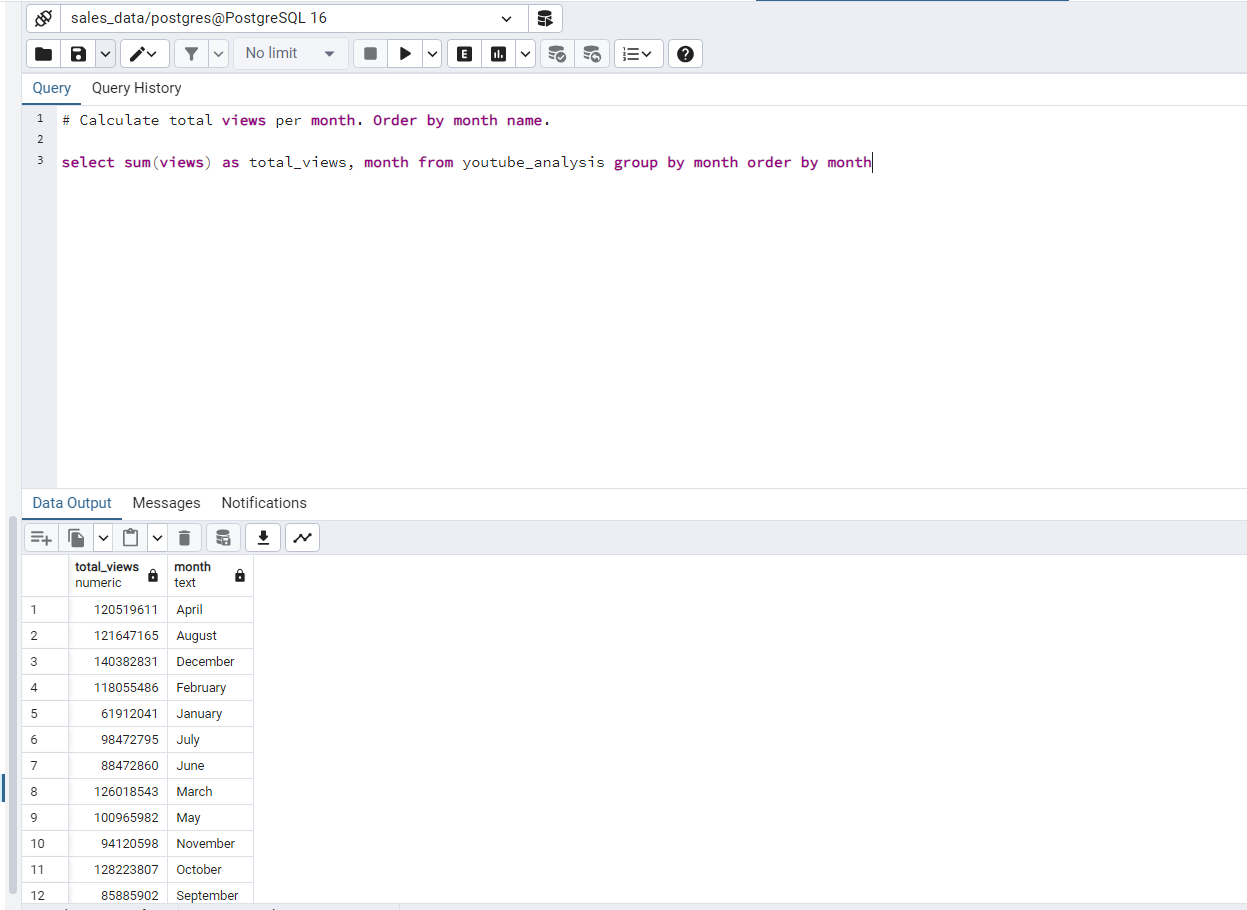 sales_data/postgres@PostgreSQL 16
No limit
E
Query Query History
1 # Calculate total views per month. Order by month name.
2
3 select sum(views) as total_views, month from youtube_analysis group by month order by month
Data Output Messages Notifications
total_views month
numeric text
1 120519611 April
2 121647165 August
3 140382831 December
4 118055486 February
5 61912041 January
6 98472795 July
7 88472860 June
8 126018543 March
9 100965982 May
10 94120598 November
11 128223807 October
12 85885902 September